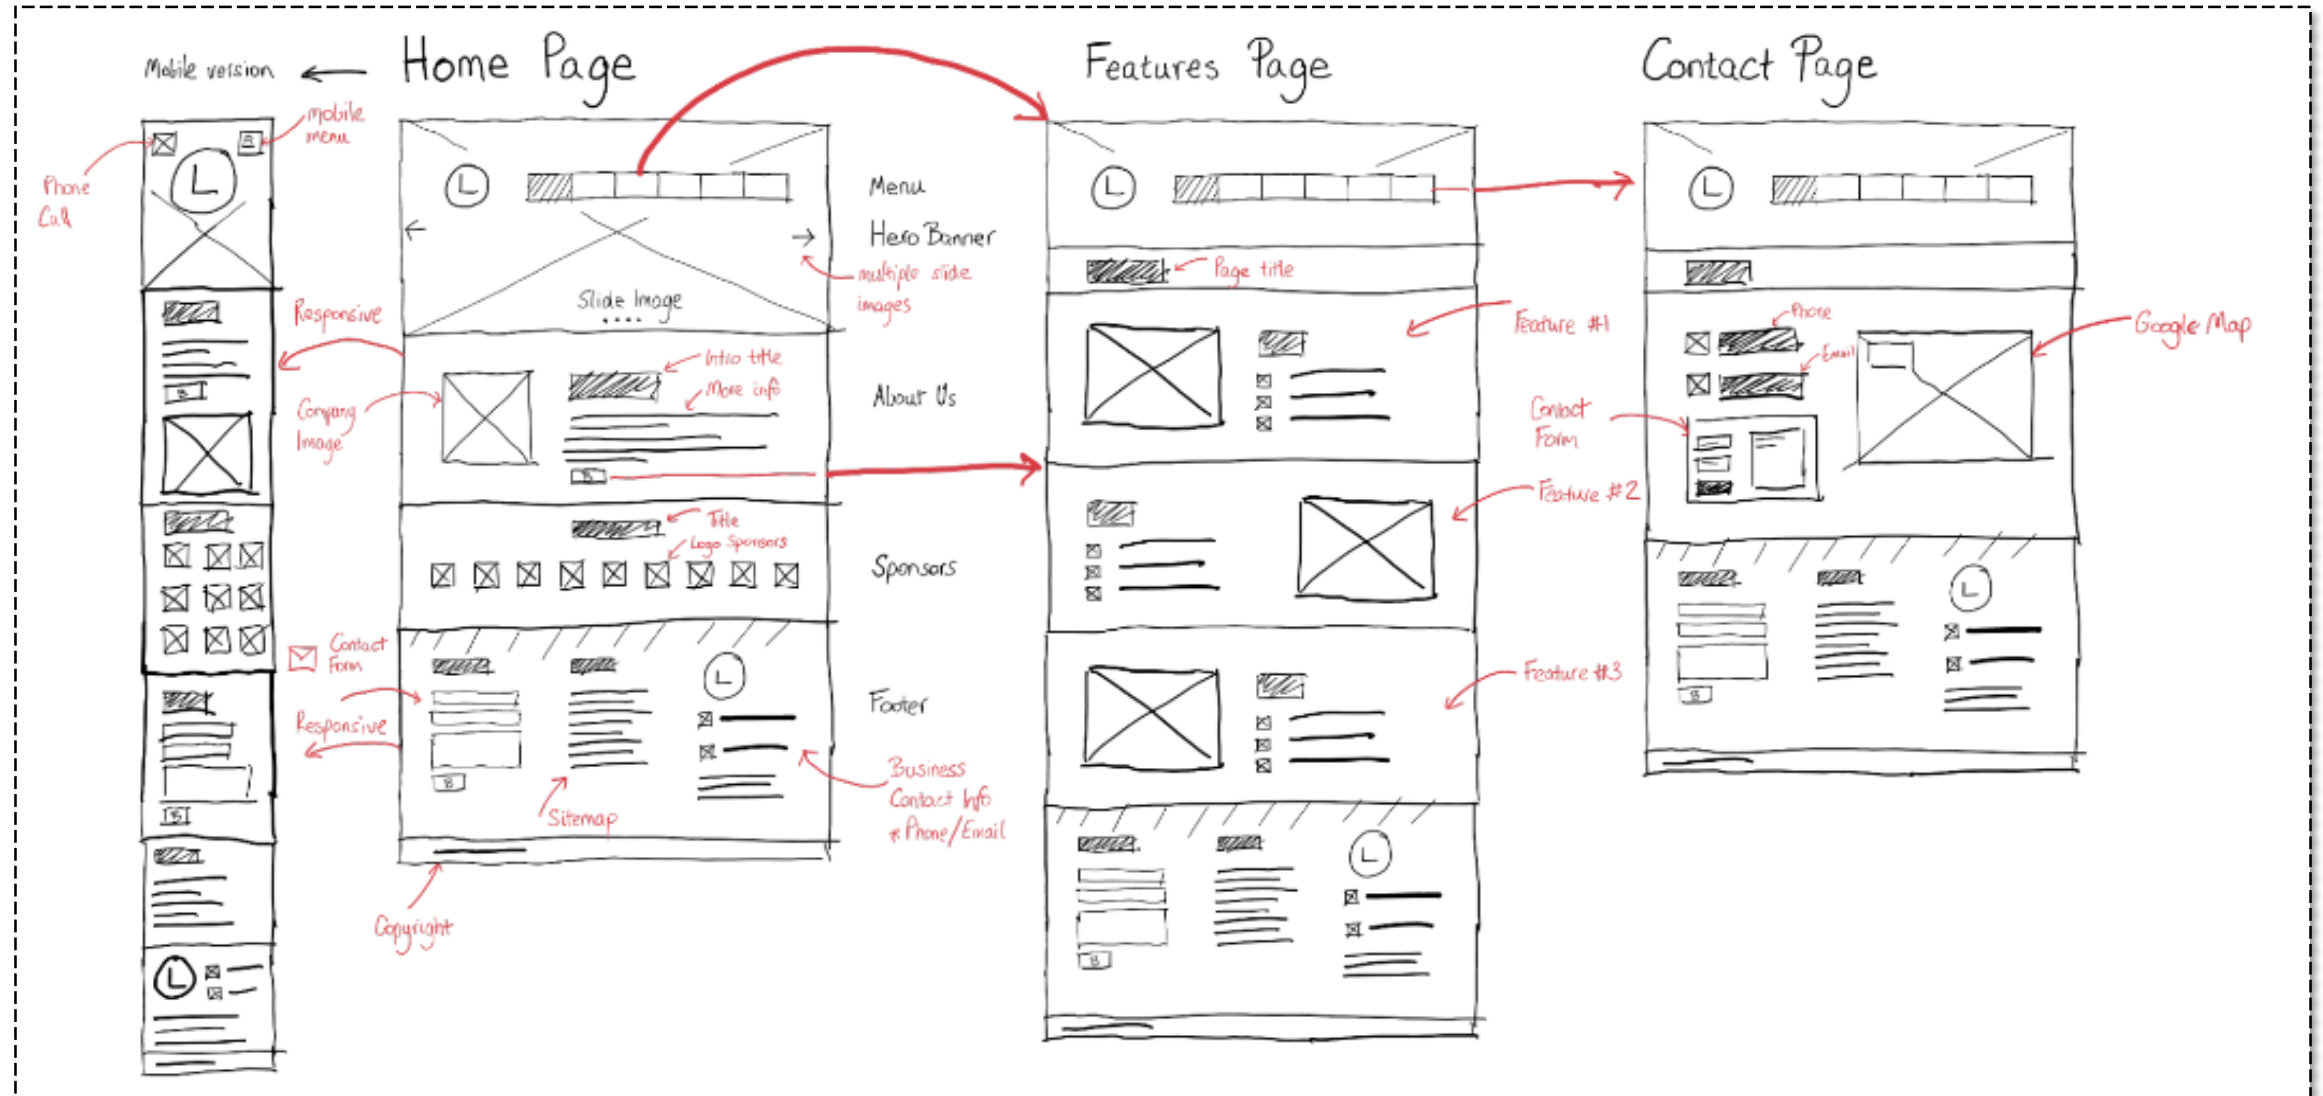 Mobile version
Home Page
Features Page
Contact Page
mobile
menu
Phone
Call
L
Responsive
Company
Image
Contact
Form
Responsive
L
L
Menu
Hero Banner
multiple slide
images
Slide Image
Intro title
More info
About Us
B
Title
Logo Sponsors
Sponsors
L
Footer
B
Sitemap
Business
Contact Info
* Phone/Email
Copyright
L
Page title
Feature #1
Feature #2
Feature #3
L
B
L
Phone
Email
Google Map
Contact
Form
L
B